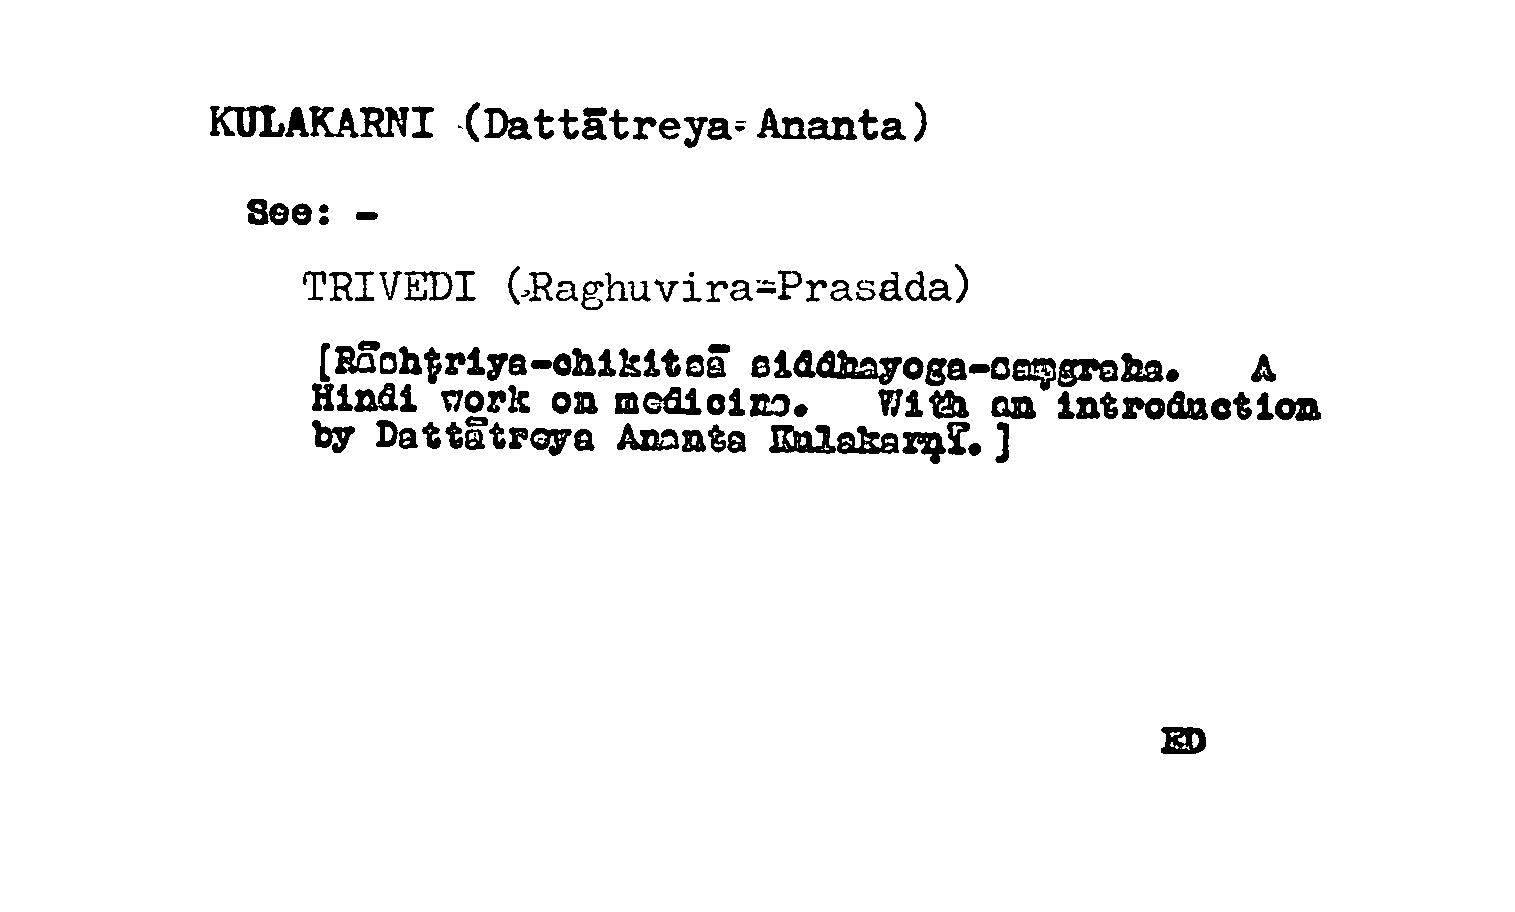 KULAKARNI (Dattātreya=Ananta)
See: -
TRIVEDI (Raghuvira=Prasāda)
[Rāshṭriya-chikitsā siddhayoga-saṃgraha. A
Hindi work on medicine. With an introduction
by Dattātreya Ananta Kulakarṇī.]
ED